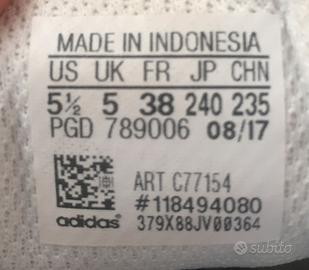 MADE IN INDONESIA
US UK FR JP CHN
5½ 5 38 240 235
PGD 789006 08/17
ART C77154
#118494080
adidas 379X88JV00364
subito